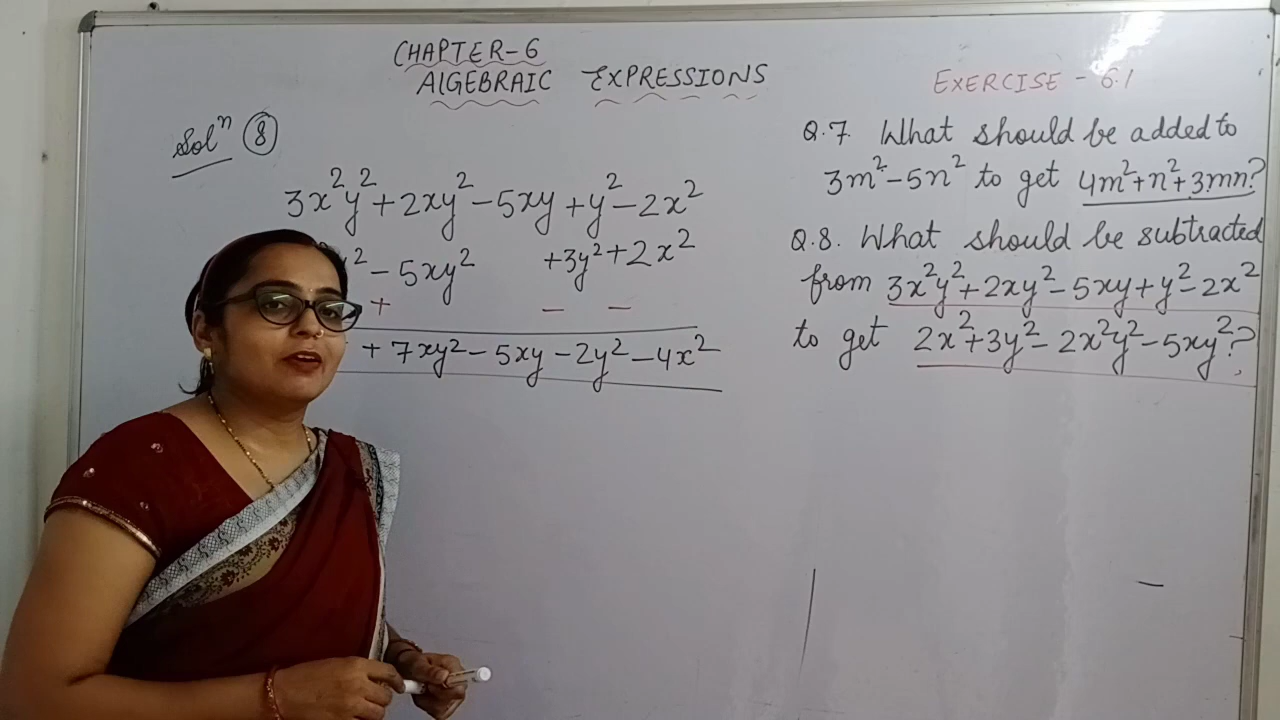 CHAPTER-6
ALGEBRAIC EXPRESSIONS
EXERCISE - 6.1
Solⁿ ⑧
3x²y² + 2xy² - 5xy + y² - 2x²
² - 5xy² +3y² + 2x²
+ - -
+ 7xy² - 5xy - 2y² - 4x²
Q.7 What should be added to
3m² - 5n² to get 4m² + n² + 3mn?
Q.8. What should be subtracted
from 3x²y² + 2xy² - 5xy + y² - 2x²
to get 2x² + 3y² - 2x²y² - 5xy²?